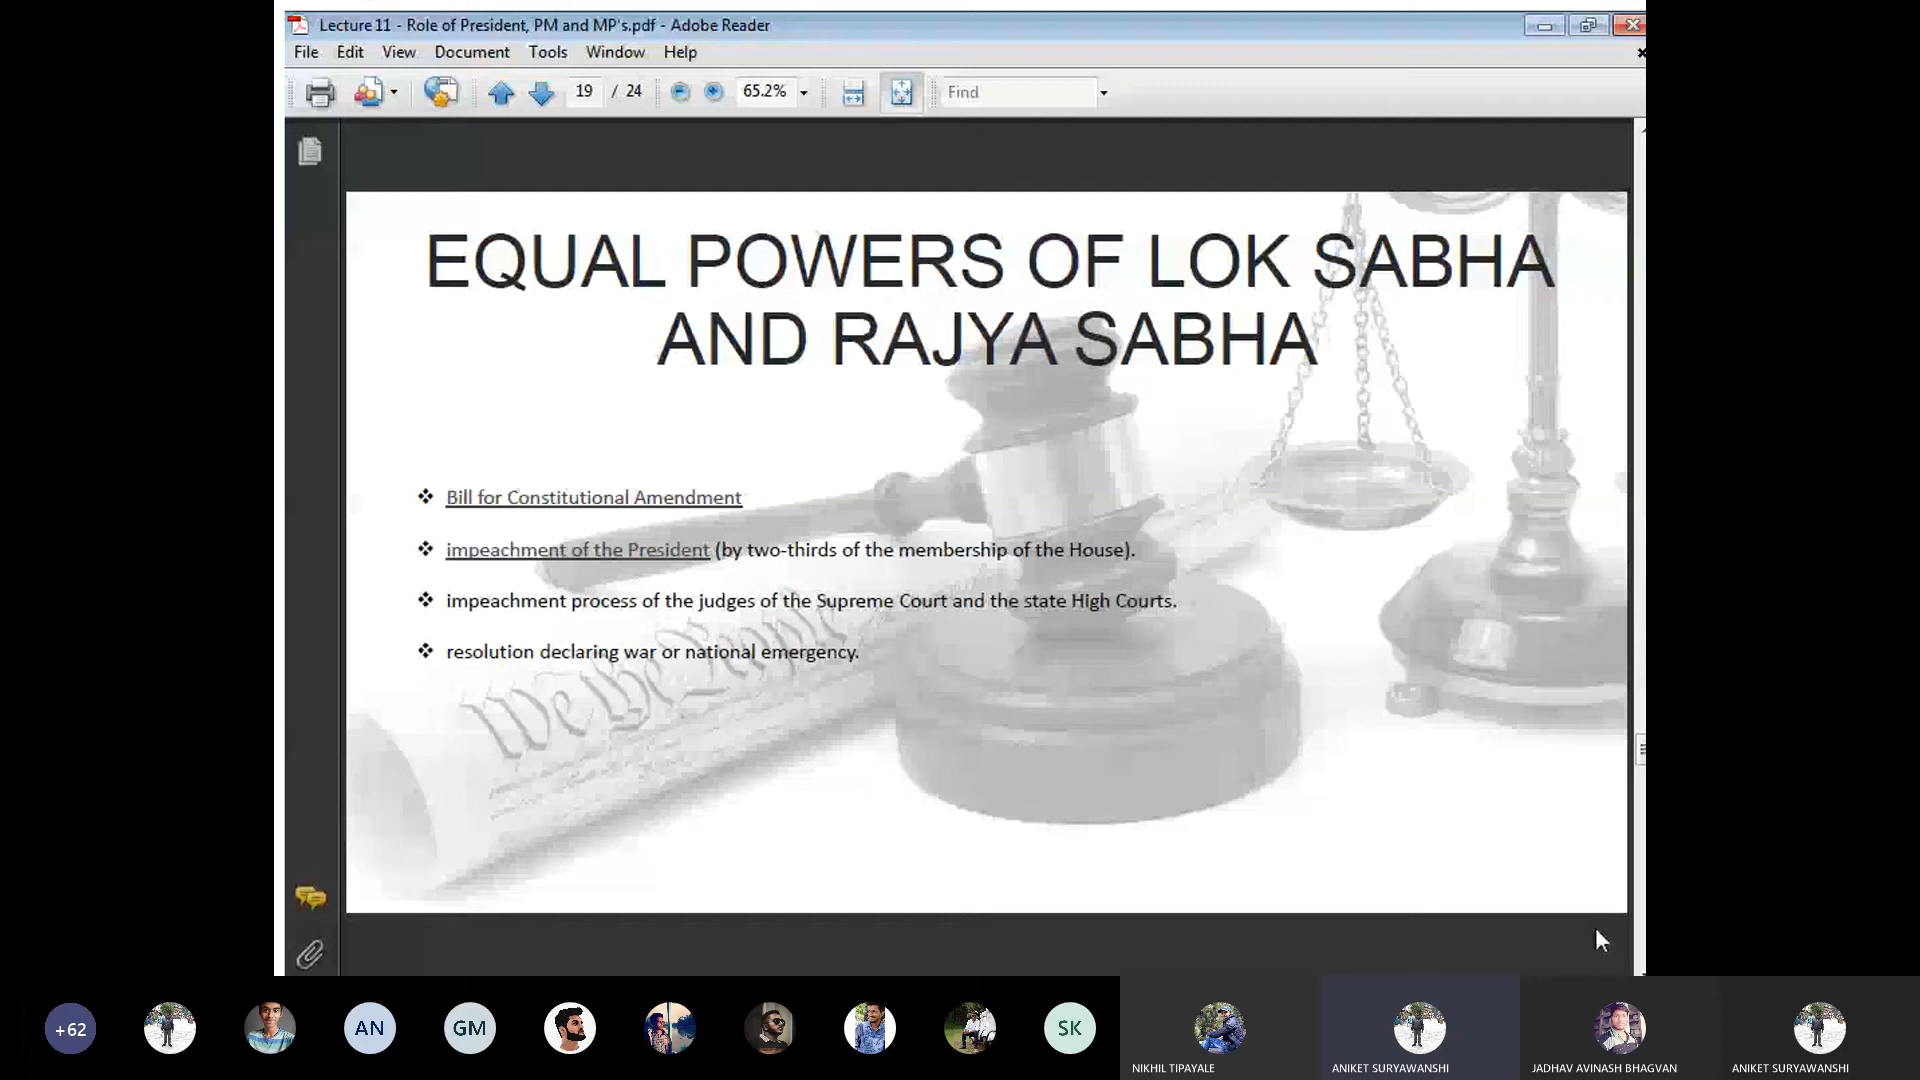 Lecture 11 - Role of President, PM and MP's.pdf - Adobe Reader
File Edit View Document Tools Window Help
19 / 24 65.2% Find
EQUAL POWERS OF LOK SABHA
AND RAJYA SABHA
❖ Bill for Constitutional Amendment
❖ impeachment of the President (by two-thirds of the membership of the House).
❖ impeachment process of the judges of the Supreme Court and the state High Courts.
❖ resolution declaring war or national emergency.
We the People
+62 AN GM SK
NIKHIL TIPAYALE ANIKET SURYAWANSHI JADHAV AVINASH BHAGVAN ANIKET SURYAWANSHI